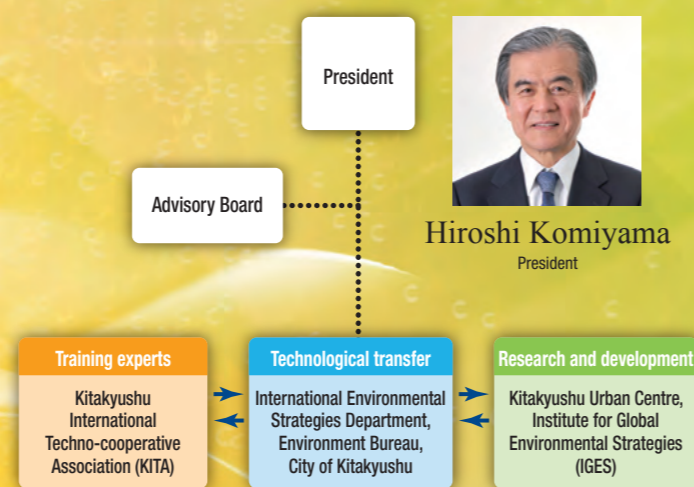 President
Advisory Board
Hiroshi Komiyama
President
Training experts
Kitakyushu
International
Techno-cooperative
Association (KITA)
Technological transfer
International Environmental
Strategies Department,
Environment Bureau,
City of Kitakyushu
Research and development
Kitakyushu Urban Centre,
Institute for Global
Environmental Strategies
(IGES)